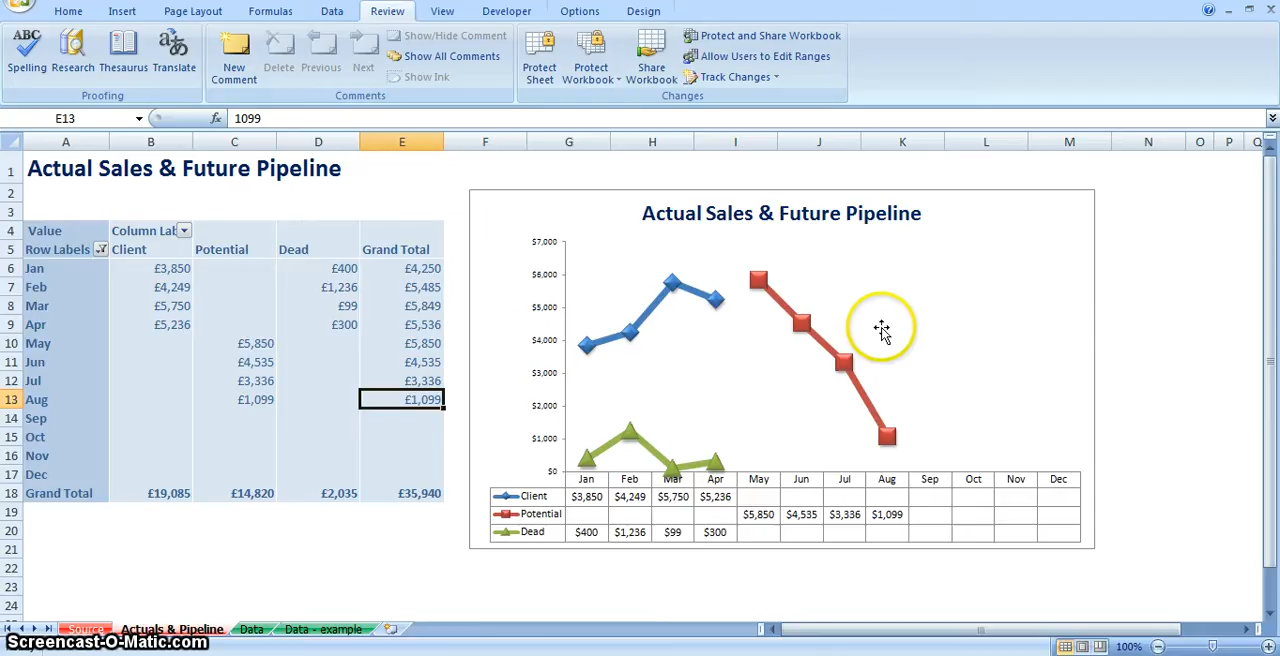 Home Insert Page Layout Formulas Data Review View Developer Options Design
ABC
Spelling Research Thesaurus Translate
Proofing
New Comment Delete Previous Next
Show/Hide Comment
Show All Comments
Show Ink
Comments
Protect Sheet Protect Workbook Share Workbook
Protect and Share Workbook
Allow Users to Edit Ranges
Track Changes
Changes
E13 fx 1099
A B C D E F G H I J K L M N O P Q
1 Actual Sales & Future Pipeline
2
3
4 Value Column Lab
5 Row Labels Client Potential Dead Grand Total
6 Jan £3,850 £400 £4,250
7 Feb £4,249 £1,236 £5,485
8 Mar £5,750 £99 £5,849
9 Apr £5,236 £300 £5,536
10 May £5,850 £5,850
11 Jun £4,535 £4,535
12 Jul £3,336 £3,336
13 Aug £1,099 £1,099
14 Sep
15 Oct
16 Nov
17 Dec
18 Grand Total £19,085 £14,820 £2,035 £35,940
19
20
21
22
23
24
Actual Sales & Future Pipeline
$7,000
$6,000
$5,000
$4,000
$3,000
$2,000
$1,000
$0
Jan Feb Mar Apr May Jun Jul Aug Sep Oct Nov Dec
Client $3,850 $4,249 $5,750 $5,236
Potential $5,850 $4,535 $3,336 $1,099
Dead $400 $1,236 $99 $300
Source Actuals & Pipeline Data Data - example
Screencast-O-Matic.com
100%